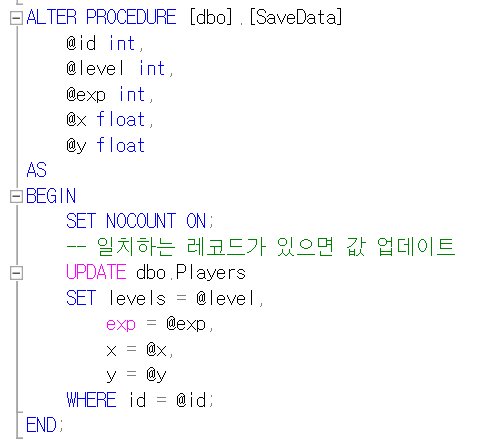 ALTER PROCEDURE [dbo].[SaveData]
@id int,
@level int,
@exp int,
@x float,
@y float
AS
BEGIN
SET NOCOUNT ON;
-- 일치하는 레코드가 있으면 값 업데이트
UPDATE dbo.Players
SET levels = @level,
exp = @exp,
x = @x,
y = @y
WHERE id = @id;
END;